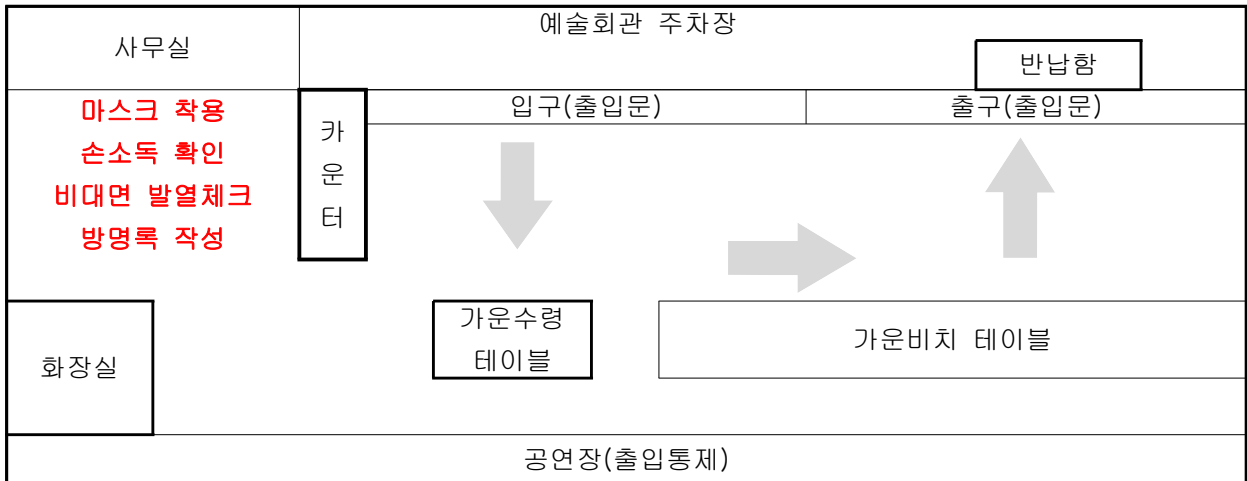 예술회관 주차장
사무실
반납함
마스크 착용
손소독 확인
비대면 발열체크
방명록 작성
카
운
터
입구(출입문)
출구(출입문)
가운수령
테이블
가운비치 테이블
화장실
공연장(출입통제)